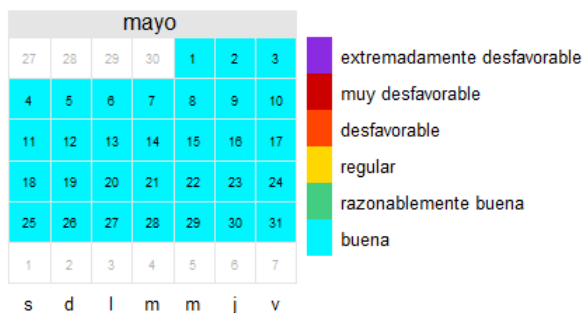 mayo
27 28 29 30 1 2 3
4 5 6 7 8 9 10
11 12 13 14 15 16 17
18 19 20 21 22 23 24
25 26 27 28 29 30 31
1 2 3 4 5 6 7
s d l m m j v
extremadamente desfavorable
muy desfavorable
desfavorable
regular
razonablemente buena
buena